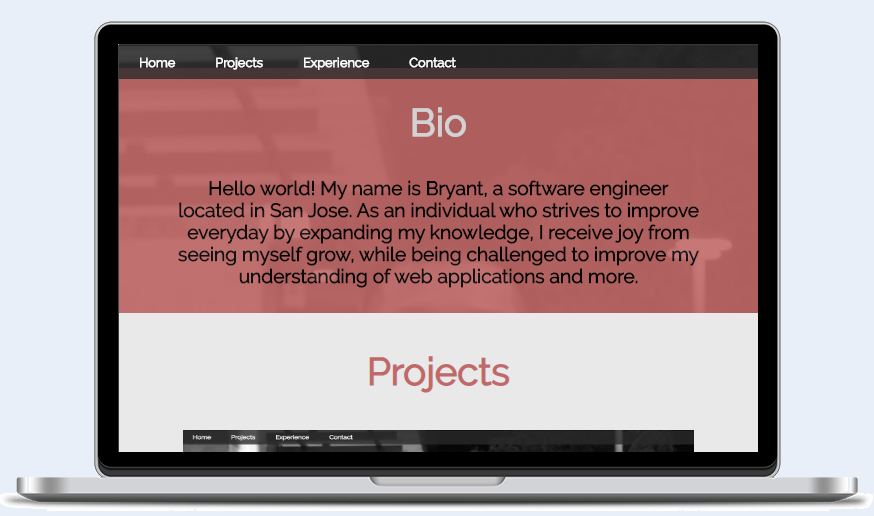 Home Projects Experience Contact
Bio
Hello world! My name is Bryant, a software engineer
located in San Jose. As an individual who strives to improve
everyday by expanding my knowledge, I receive joy from
seeing myself grow, while being challenged to improve my
understanding of web applications and more.
Projects
Home Projects Experience Contact